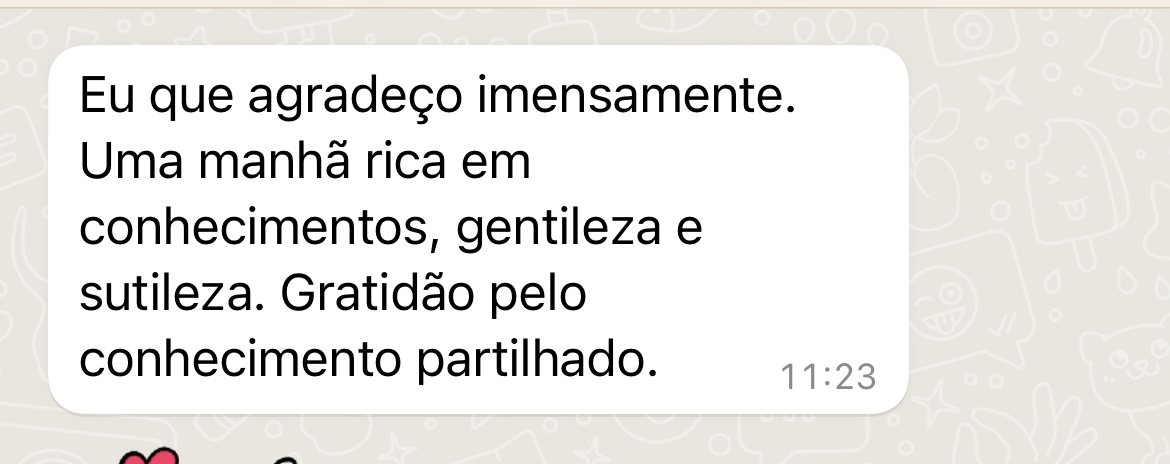 Eu que agradeço imensamente.
Uma manhã rica em
conhecimentos, gentileza e
sutileza. Gratidão pelo
conhecimento partilhado.
11:23